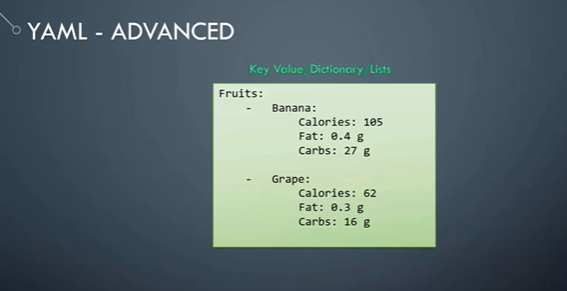 YAML - ADVANCED
Key Value Dictionary/Lists
Fruits:
- Banana:
Calories: 105
Fat: 0.4 g
Carbs: 27 g
- Grape:
Calories: 62
Fat: 0.3 g
Carbs: 16 g